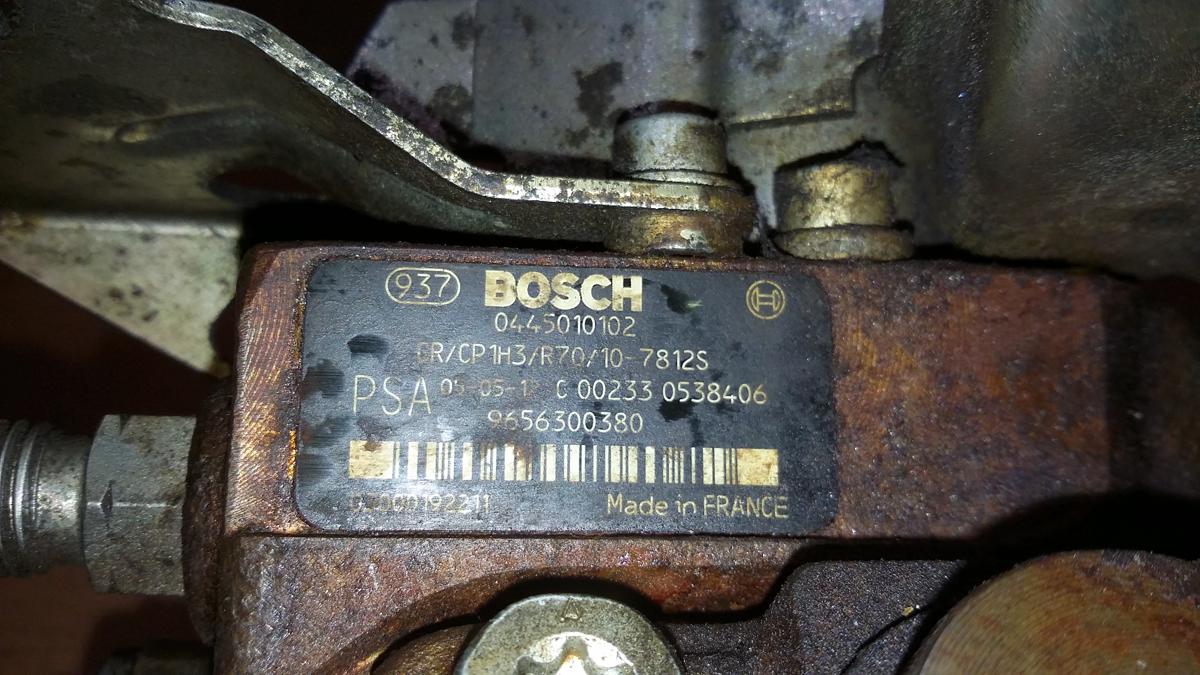 937 BOSCH
0445010102
CR/CP1H3/R70/10-7812S
PSA C 00233 0538406
9656300380
Made in FRANCE